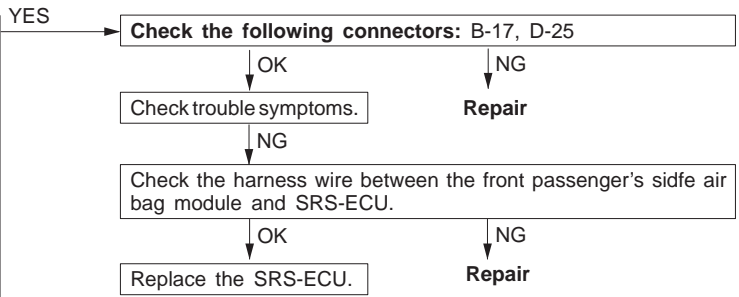 YES
Check the following connectors: B-17, D-25
OK
NG
Check trouble symptoms.
Repair
NG
Check the harness wire between the front passenger's sidfe air
bag module and SRS-ECU.
OK
NG
Replace the SRS-ECU.
Repair